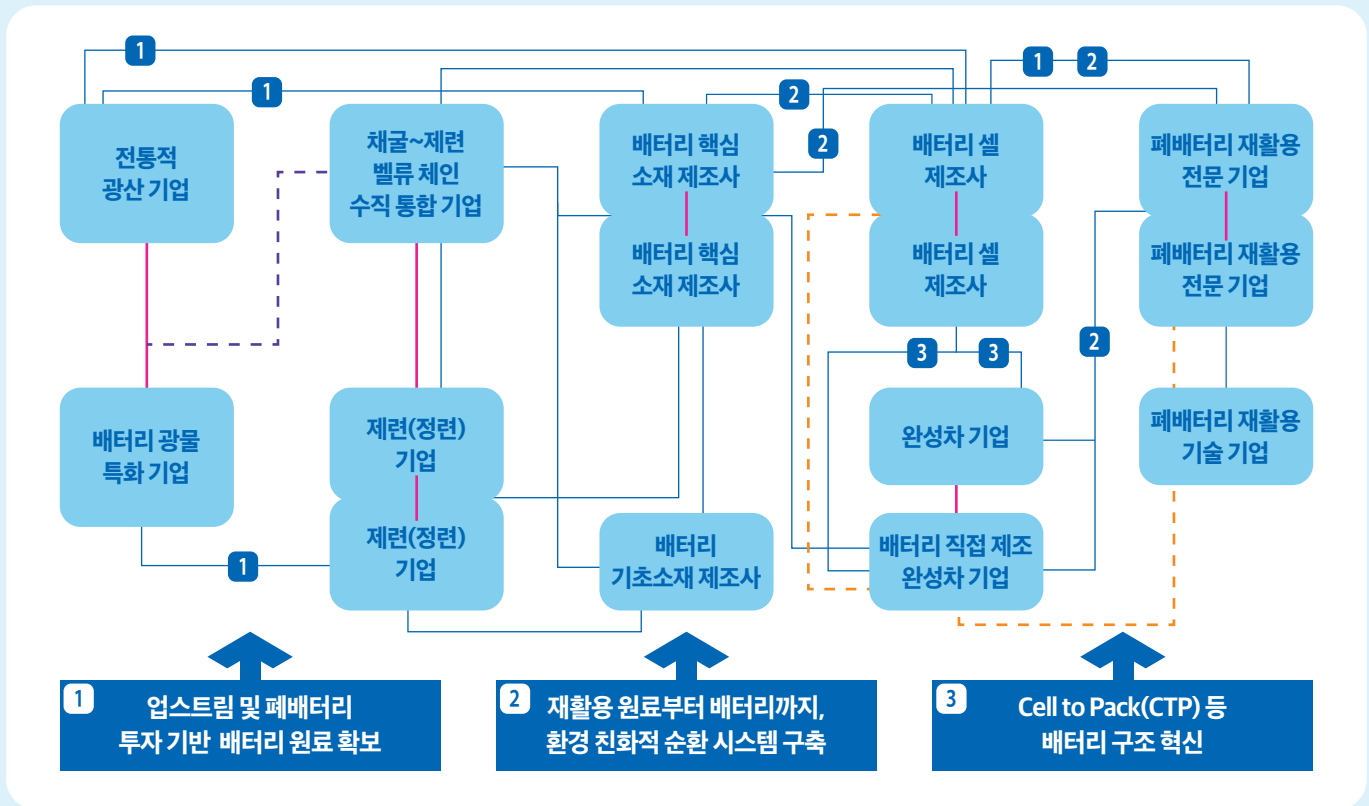 1
1
2
1 2
2
전통적
광산 기업
채굴~제련
벨류 체인
수직 통합 기업
배터리 핵심
소재 제조사
배터리 셀
제조사
폐배터리 재활용
전문 기업
배터리 핵심
소재 제조사
배터리 셀
제조사
폐배터리 재활용
전문 기업
3 3
2
배터리 광물
특화 기업
제련(정련)
기업
완성차 기업
폐배터리 재활용
기술 기업
1
제련(정련)
기업
배터리
기초소재 제조사
배터리 직접 제조
완성차 기업
1
업스트림 및 폐배터리
투자 기반 배터리 원료 확보
2
재활용 원료부터 배터리까지,
환경 친화적 순환 시스템 구축
3
Cell to Pack(CTP) 등
배터리 구조 혁신